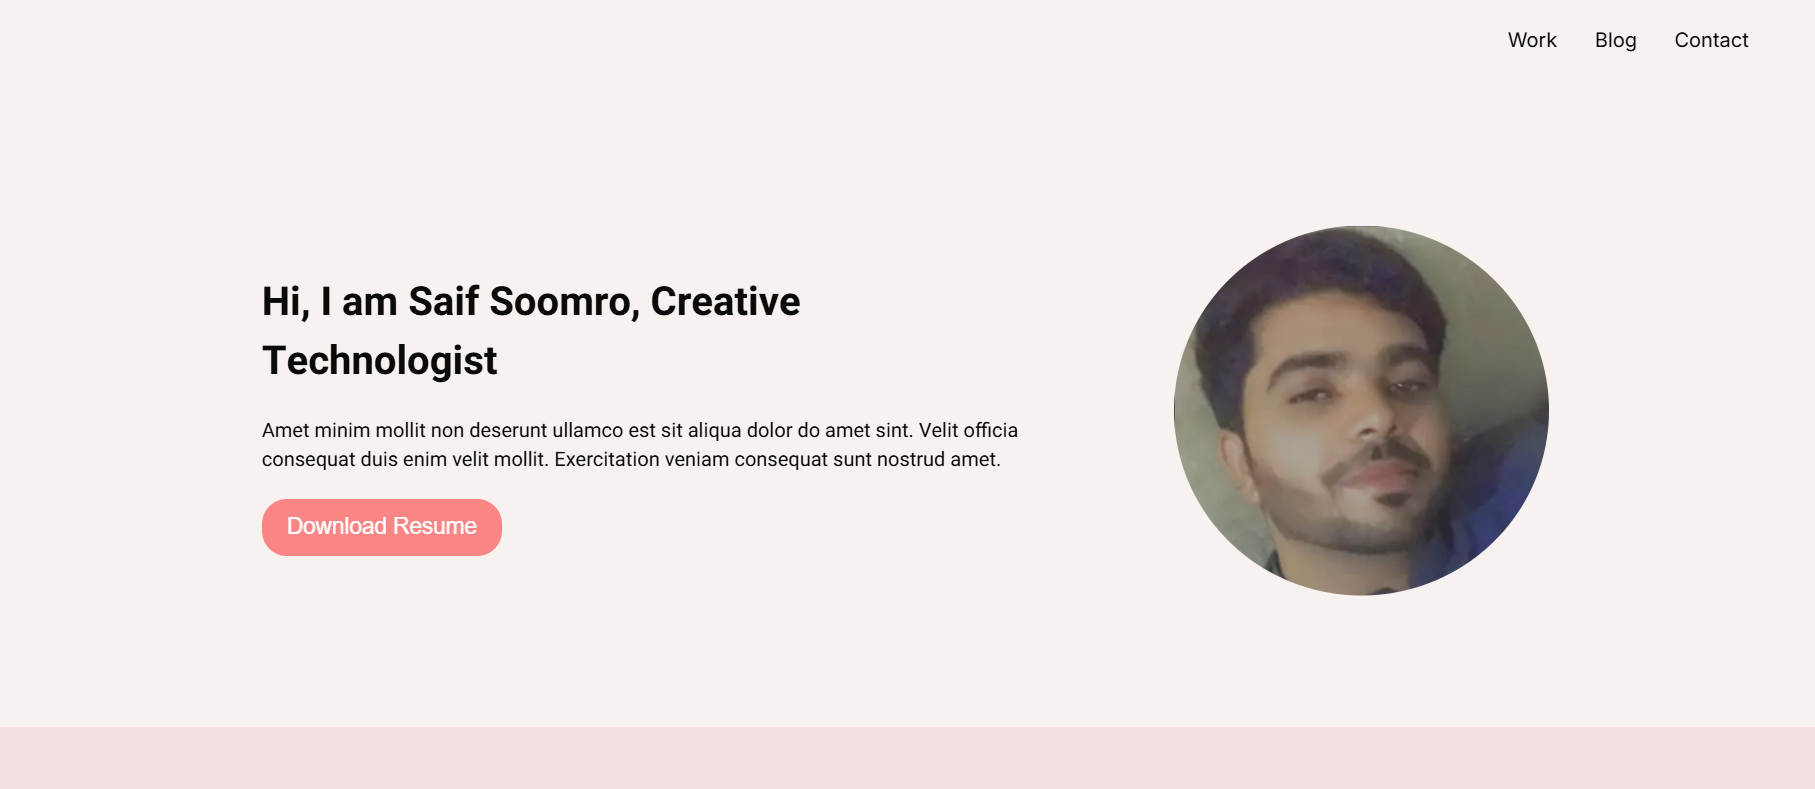 Work Blog Contact
Hi, I am Saif Soomro, Creative
Technologist
Amet minim mollit non deserunt ullamco est sit aliqua dolor do amet sint. Velit officia
consequat duis enim velit mollit. Exercitation veniam consequat sunt nostrud amet.
Download Resume